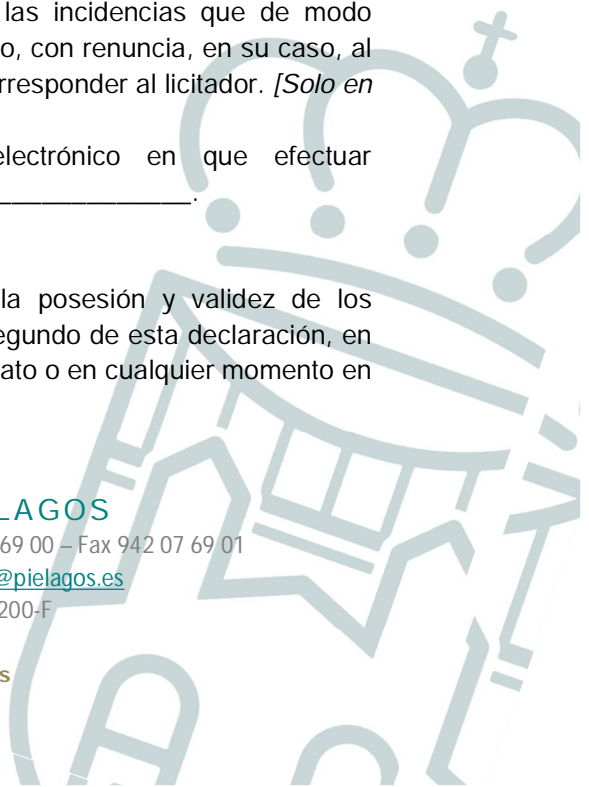 las incidencias que de modo
o, con renuncia, en su caso, al
rresponder al licitador. [Solo en
electrónico en que efectuar
_____________.
la posesión y validez de los
egundo de esta declaración, en
ato o en cualquier momento en
LAGOS
69 00 – Fax 942 07 69 01
@pielagos.es
200-F
s